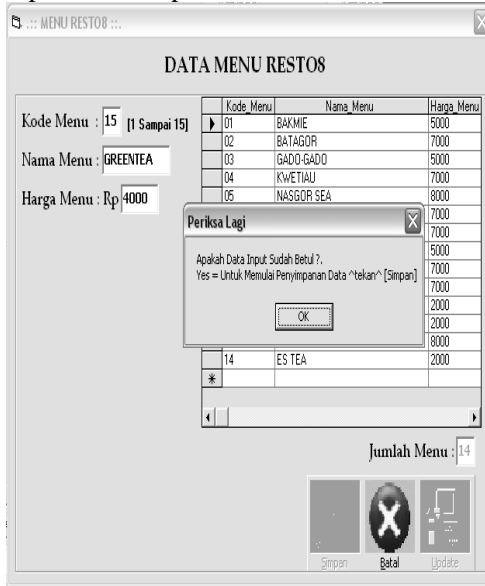 .::: MENU RESTO8 ::.
DATA MENU RESTO8
Kode Menu : 15 [1 Sampai 15]
Nama Menu : GREENTEA
Harga Menu : Rp 4000
Kode_Menu Nama_Menu Harga_Menu
01 BAKMIE 5000
02 BATAGOR 7000
03 GADO-GADO 5000
04 KWETIAU 7000
05 NASGOR SEA 8000
7000
7000
5000
7000
7000
2000
2000
8000
14 ES TEA 2000
Periksa Lagi
Apakah Data Input Sudah Betul ?.
Yes = Untuk Memulai Penyimpanan Data ^tekan^ [Simpan]
OK
Jumlah Menu : 14
Simpan Batal Update